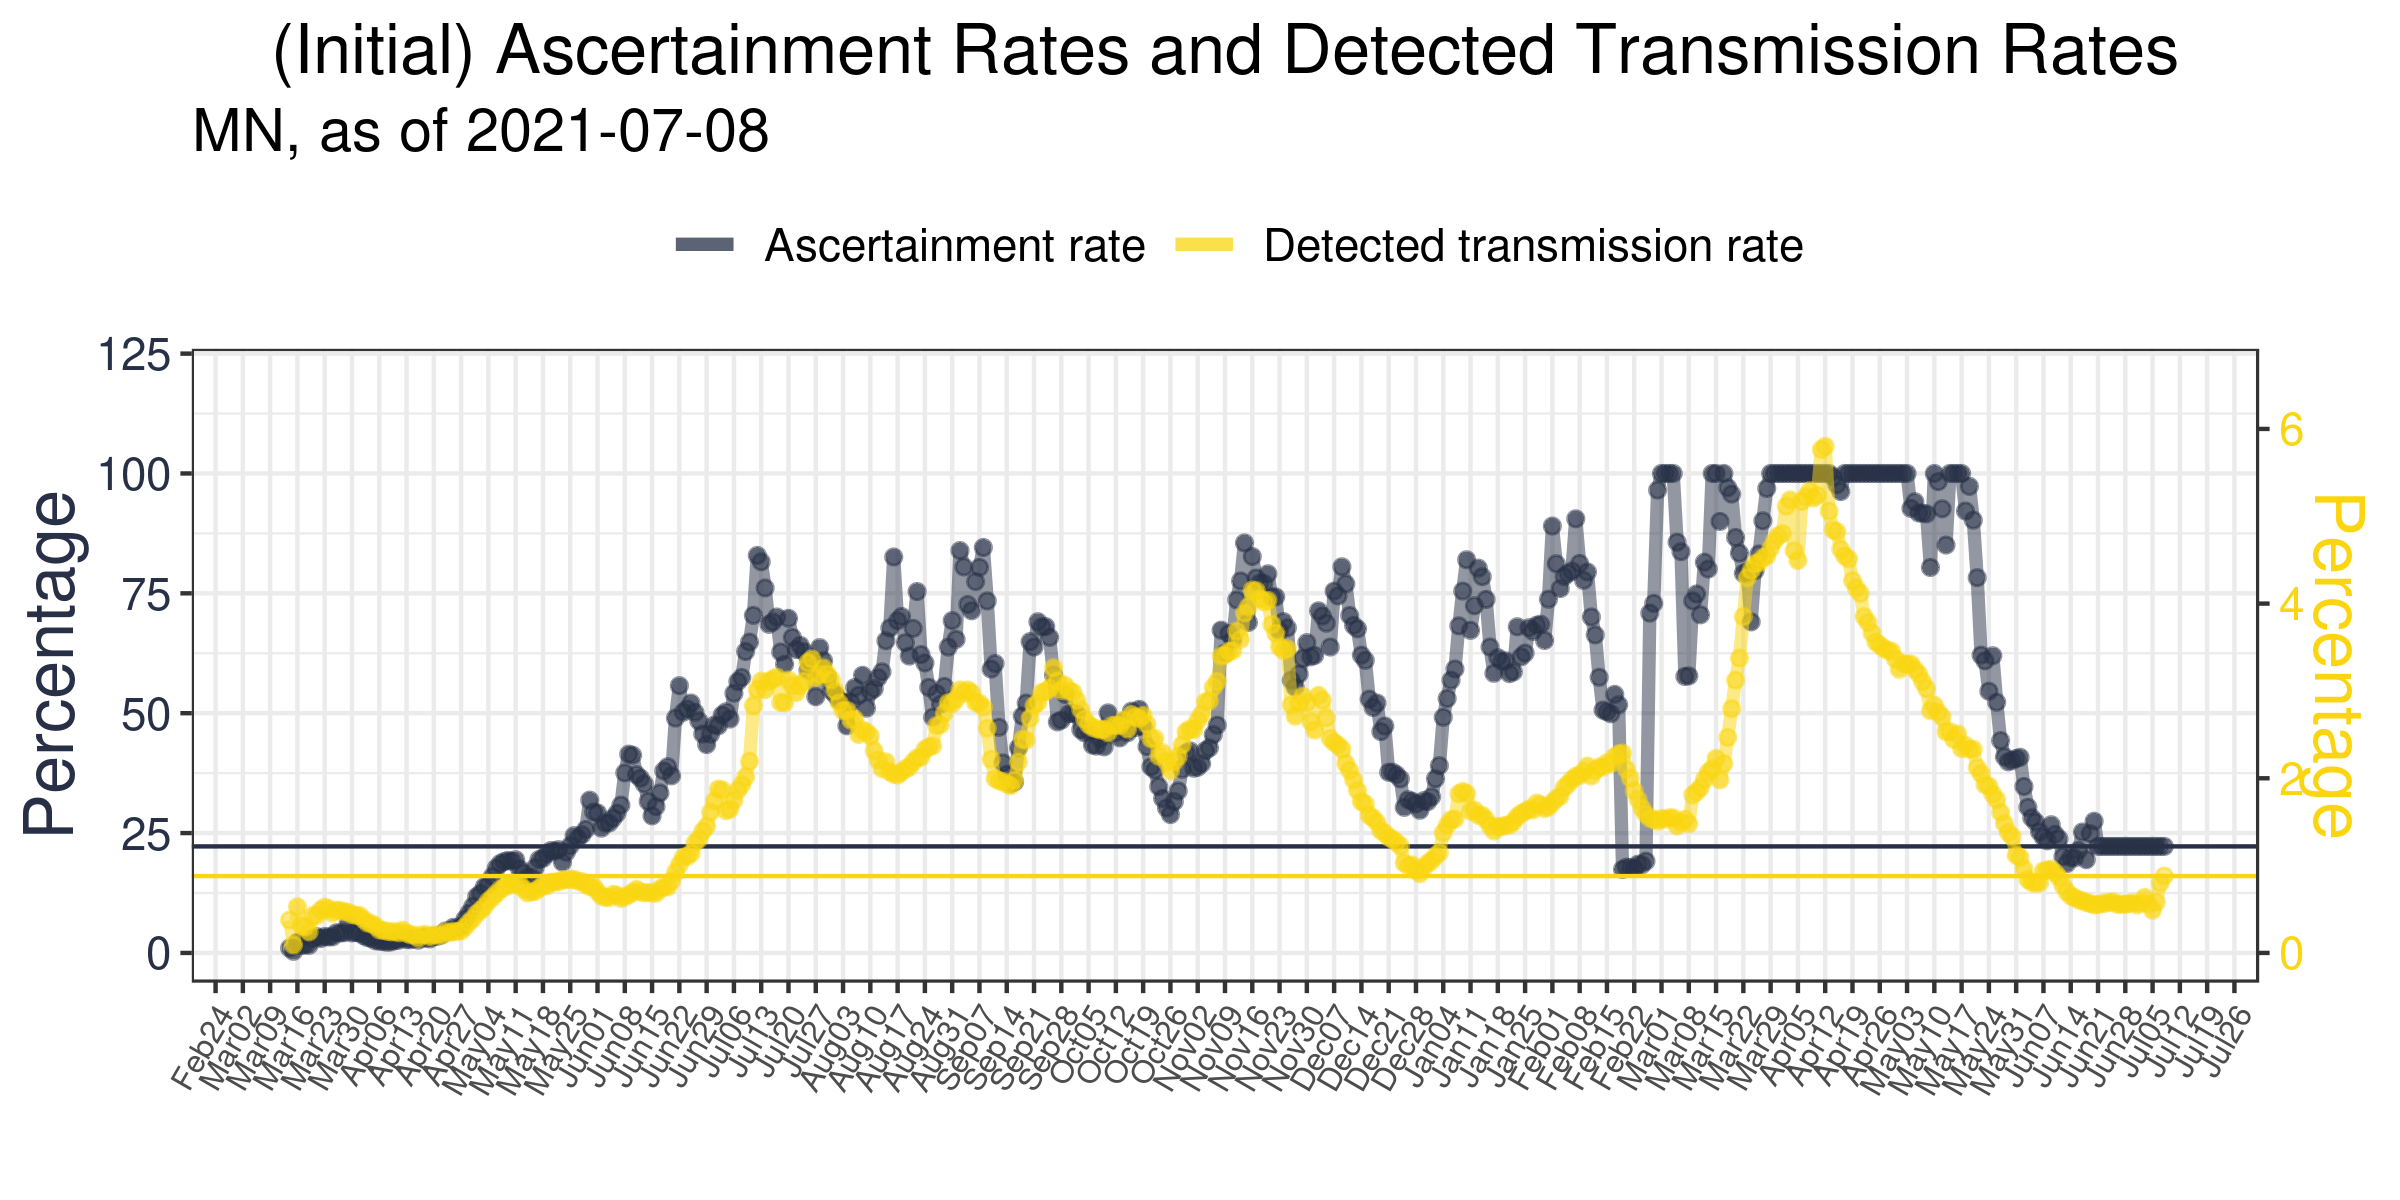 (Initial) Ascertainment Rates and Detected Transmission Rates
MN, as of 2021-07-08
Ascertainment rate
Detected transmission rate
125
100
75
50
25
0
Percentage
6
4
2
0
Percentage
Feb24
Mar02
Mar09
Mar16
Mar23
Mar30
Apr06
Apr13
Apr20
Apr27
May04
May11
May18
May25
Jun01
Jun08
Jun15
Jun22
Jun29
Jul06
Jul13
Jul20
Jul27
Aug03
Aug10
Aug17
Aug24
Aug31
Sep07
Sep14
Sep21
Sep28
Oct05
Oct12
Oct19
Oct26
Nov02
Nov09
Nov16
Nov23
Nov30
Dec07
Dec14
Dec21
Dec28
Jan04
Jan11
Jan18
Jan25
Feb01
Feb08
Feb15
Feb22
Mar01
Mar08
Mar15
Mar22
Mar29
Apr05
Apr12
Apr19
Apr26
May03
May10
May17
May24
May31
Jun07
Jun14
Jun21
Jun28
Jul05
Jul12
Jul19
Jul26